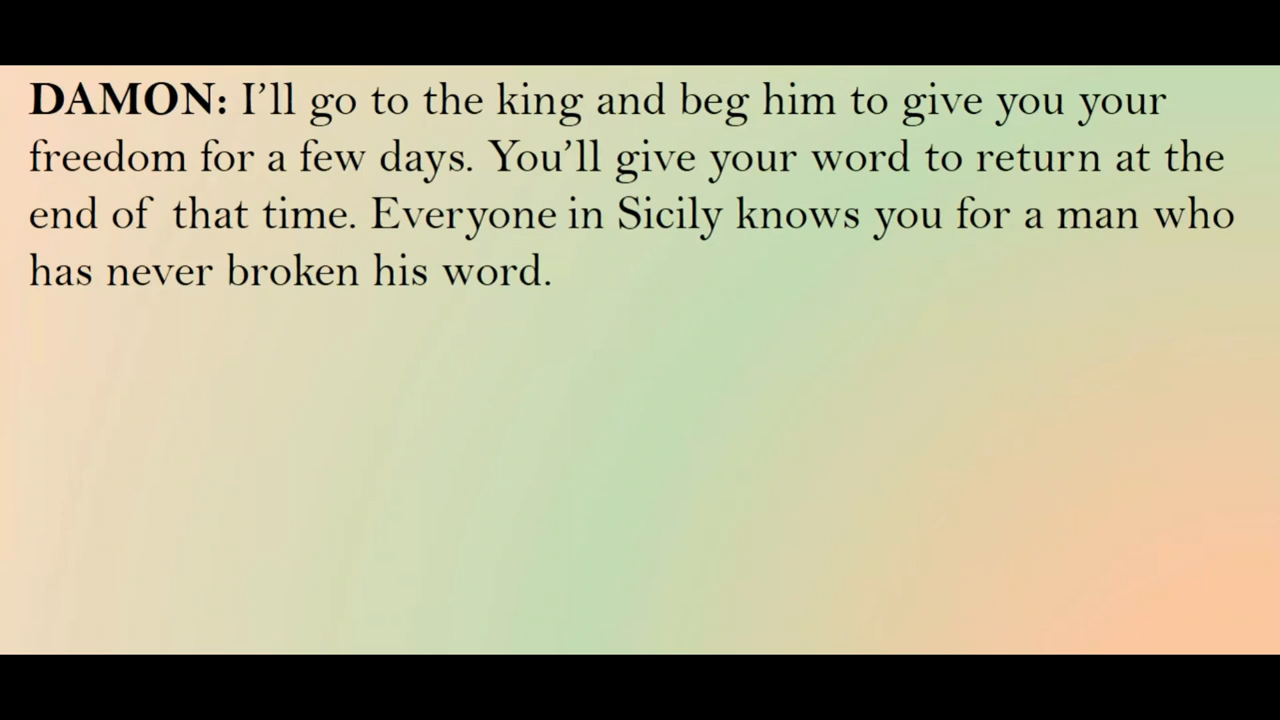 DAMON: I’ll go to the king and beg him to give you your
freedom for a few days. You’ll give your word to return at the
end of that time. Everyone in Sicily knows you for a man who
has never broken his word.